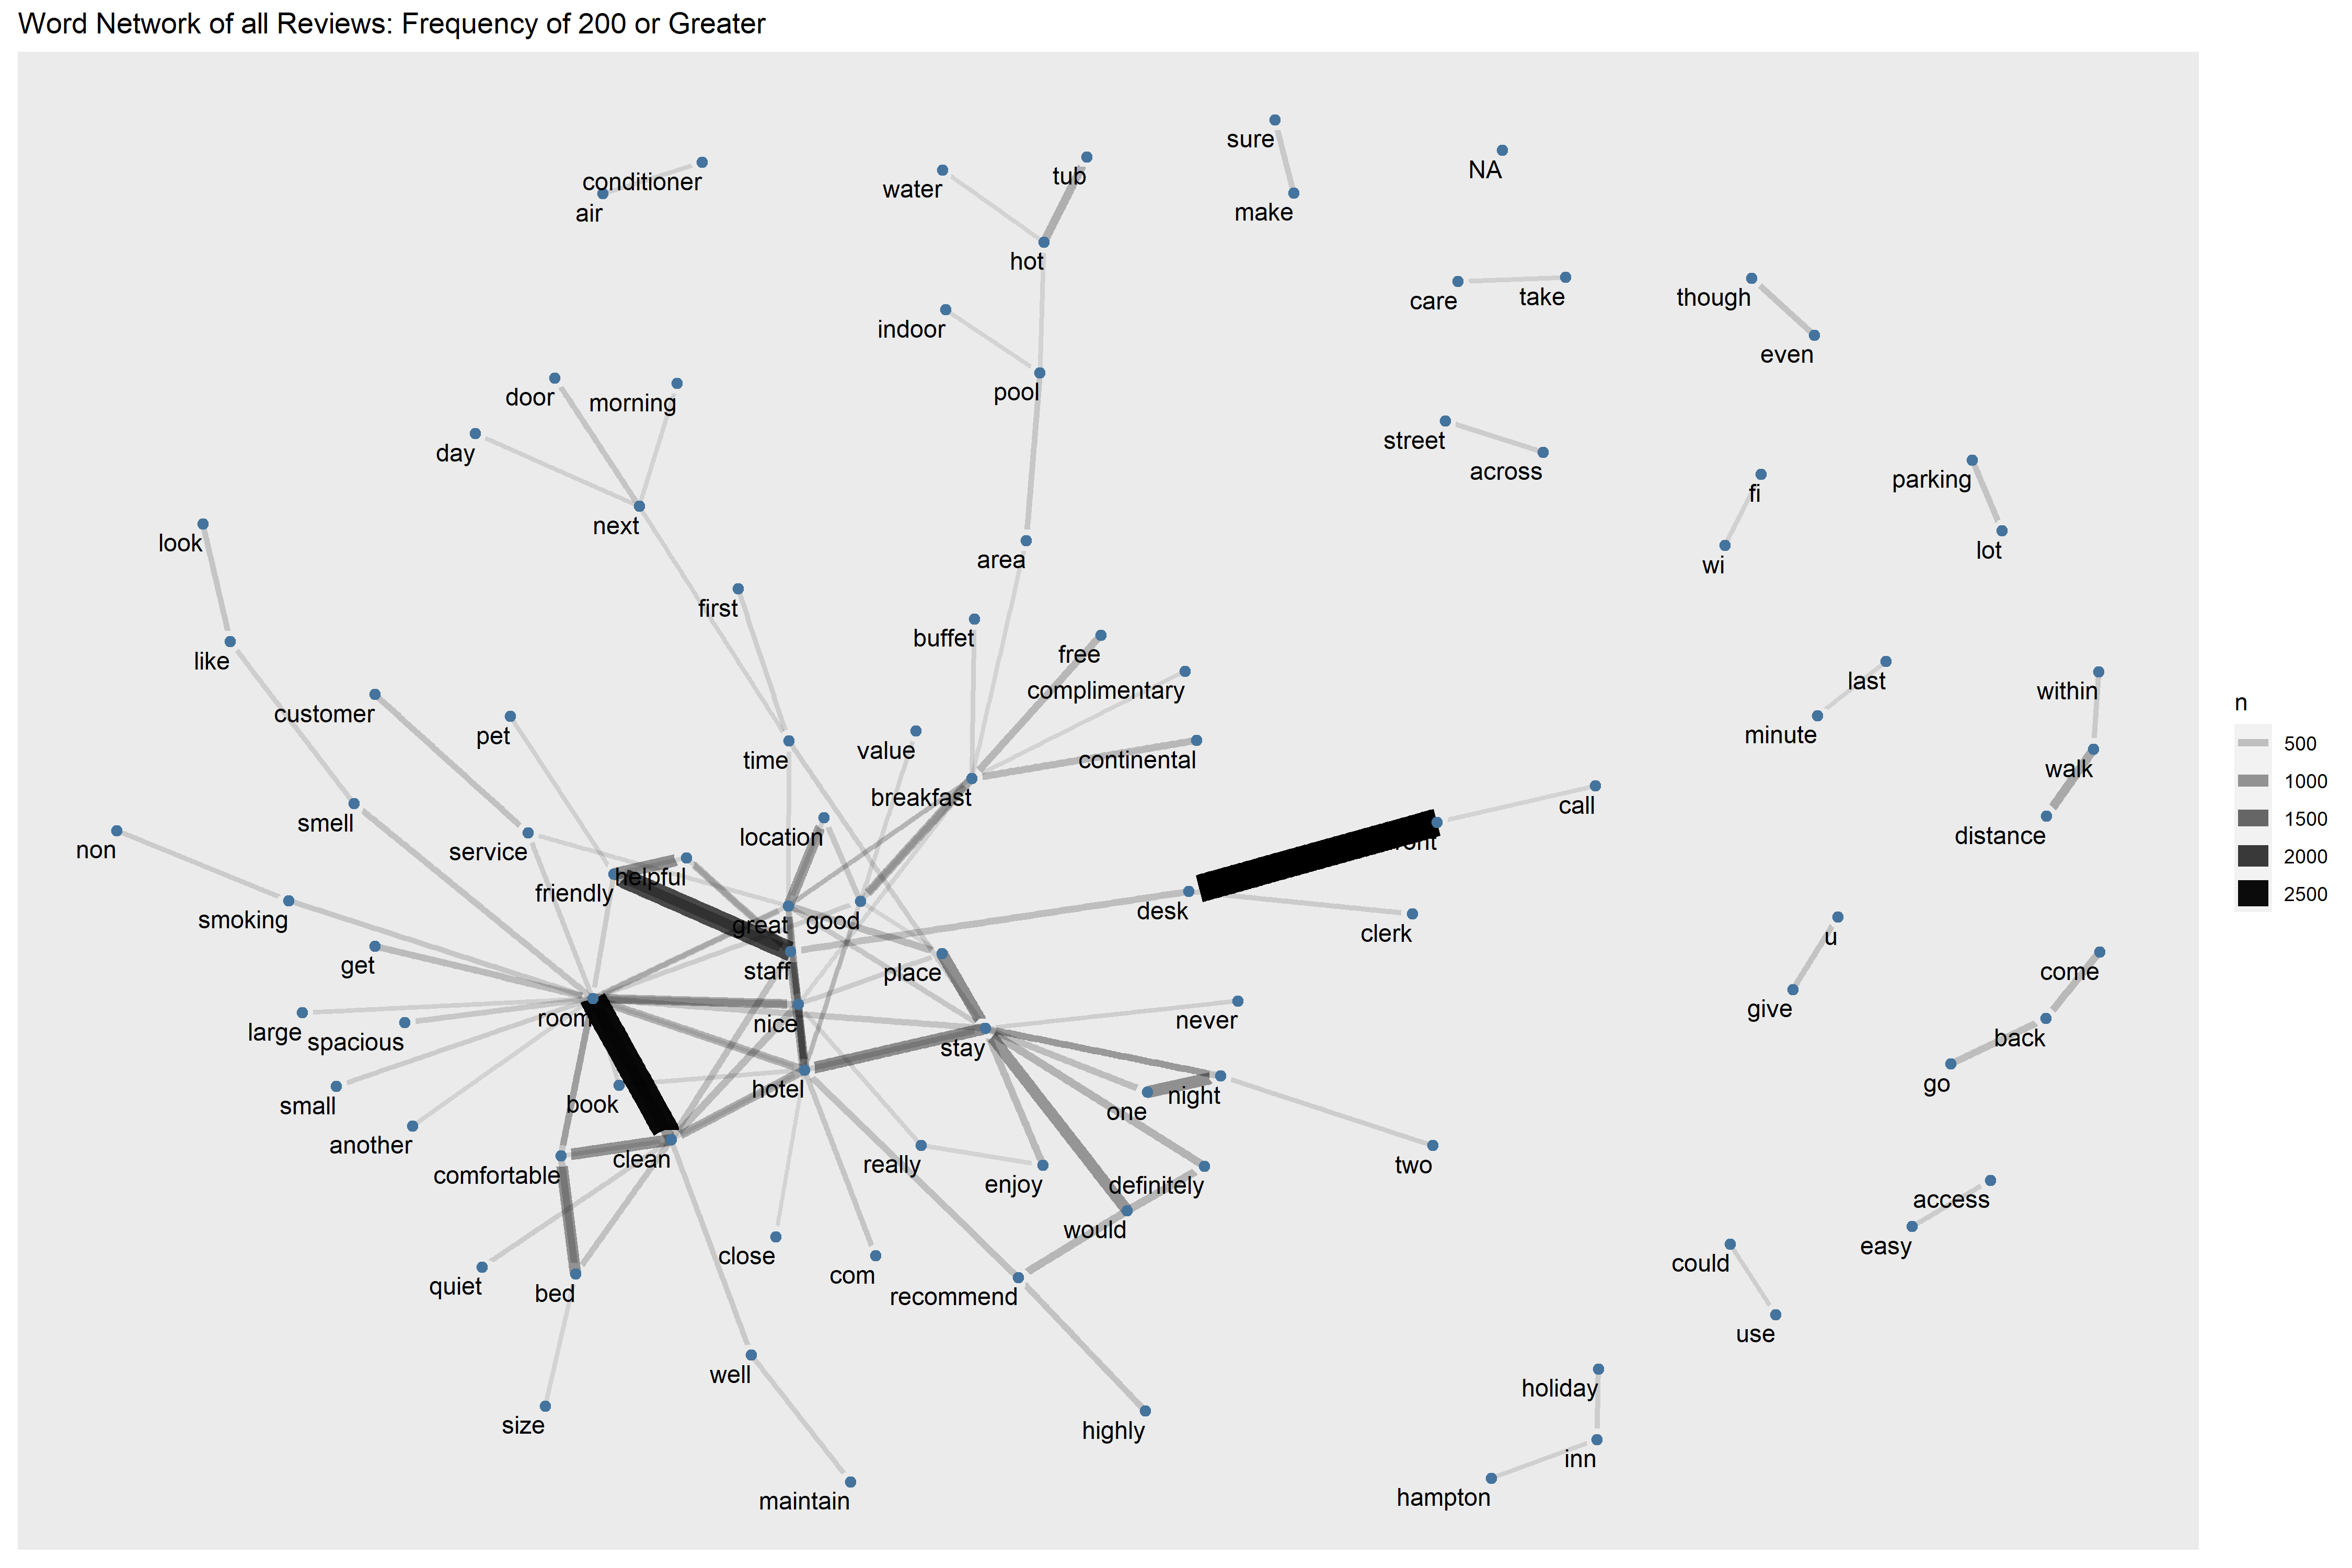 Word Network of all Reviews: Frequency of 200 or Greater
sure
NA
conditioner
water
tub
air
make
hot
care
take
though
indoor
even
door
morning
pool
day
street
across
parking
fi
next
look
area
lot
wi
first
buffet
free
like
last
within
customer
complimentary
pet
value
minute
time
continental
walk
breakfast
call
smell
location
distance
non
service
helpful
friendly
smoking
great
good
desk
clerk
u
get
staff
place
come
large
room
nice
never
give
spacious
stay
back
small
book
hotel
one
night
go
another
comfortable
clean
really
enjoy
definitely
two
access
would
quiet
bed
close
com
recommend
could
easy
use
well
holiday
size
highly
inn
maintain
hampton
n
500
1000
1500
2000
2500